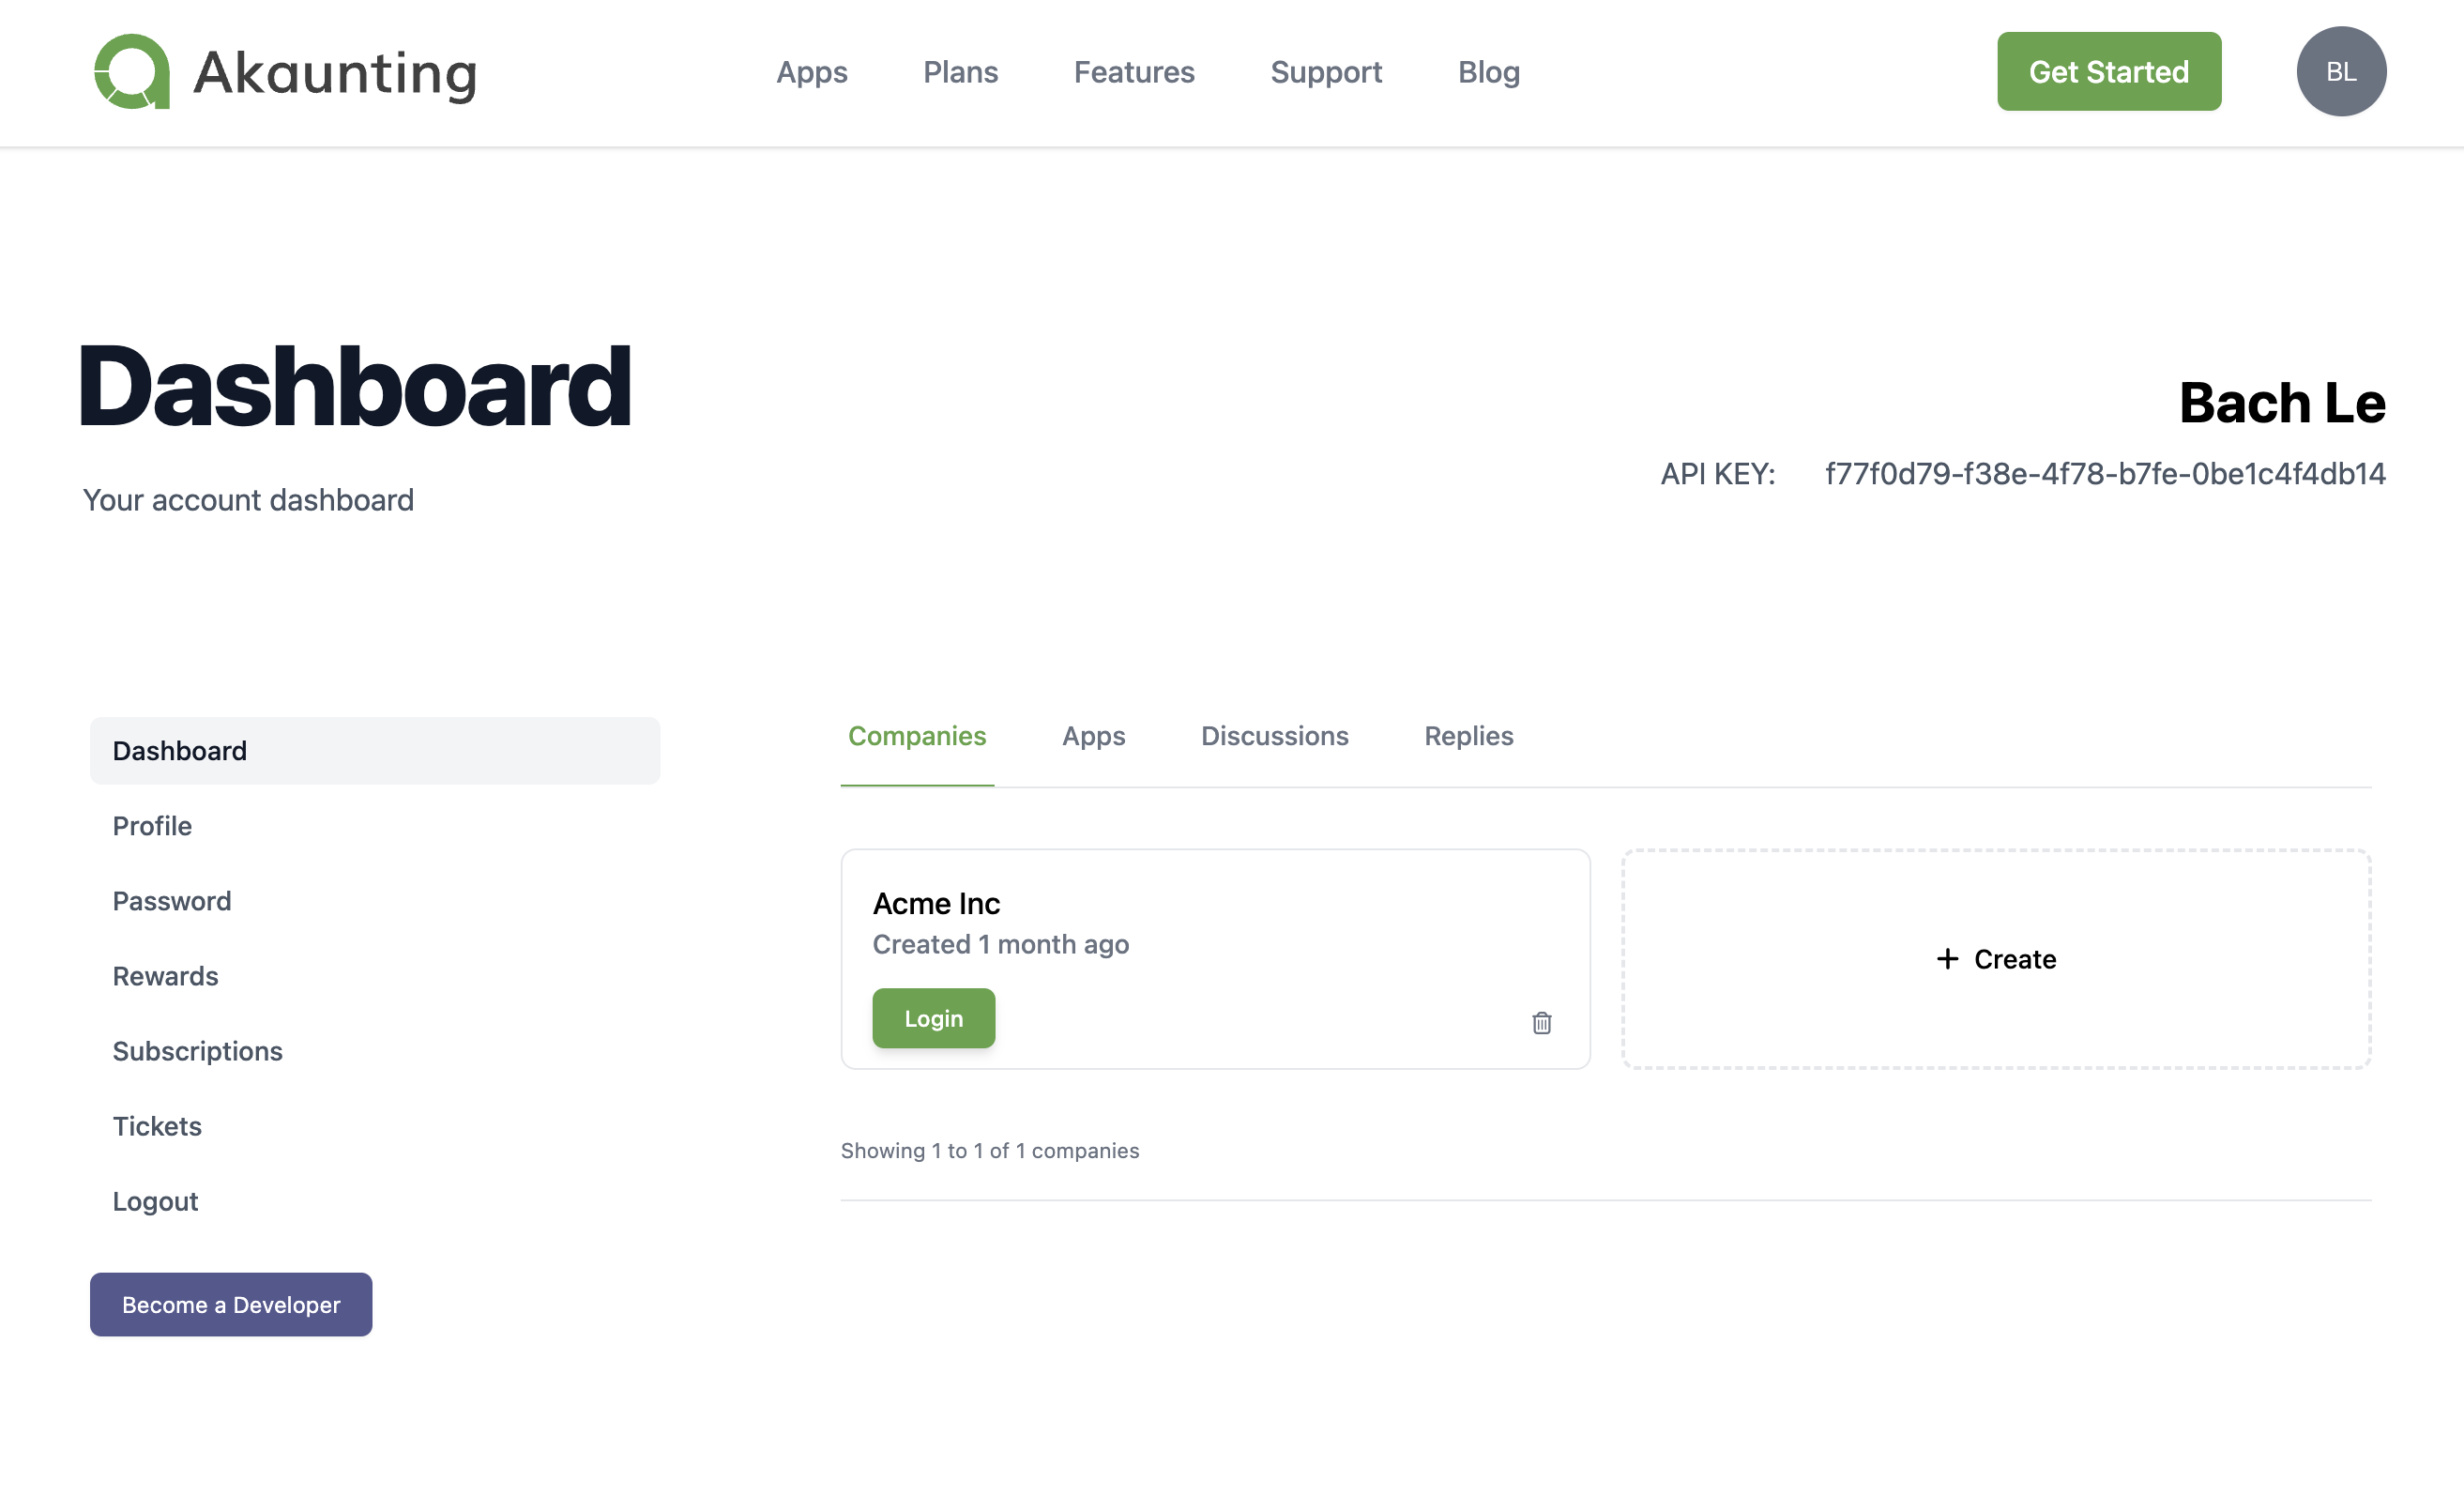 Akaunting
Apps
Plans
Features
Support
Blog
Get Started
BL
Dashboard
Your account dashboard
Bach Le
API KEY: f77f0d79-f38e-4f78-b7fe-0be1c4f4db14
Dashboard
Profile
Password
Rewards
Subscriptions
Tickets
Logout
Become a Developer
Companies
Apps
Discussions
Replies
Acme Inc
Created 1 month ago
Login
+ Create
Showing 1 to 1 of 1 companies